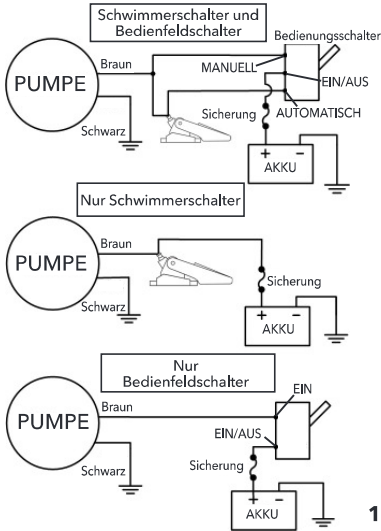 Schwimmerschalter und
Bedienfeldschalter
Bedienungsschalter
PUMPE
Braun
MANUELL
EIN/AUS
Sicherung
AUTOMATISCH
Schwarz
+ −
AKKU
Nur Schwimmerschalter
Braun
PUMPE
Sicherung
Schwarz
+ −
AKKU
Nur
Bedienfeldschalter
EIN
Braun
PUMPE
EIN/AUS
Sicherung
Schwarz
+ −
AKKU
1